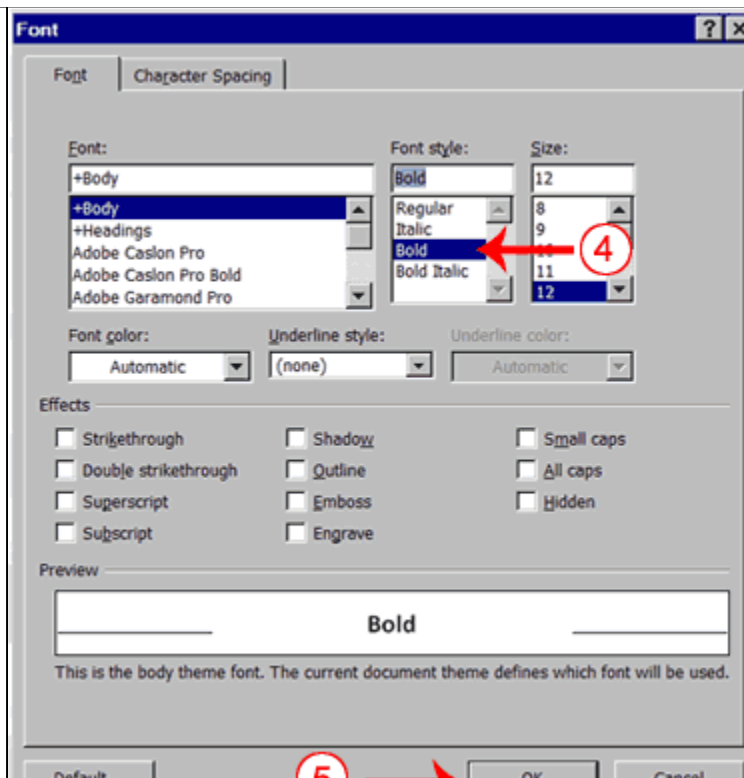 Font ? ×
Font Character Spacing
Font: Font style: Size:
+Body Bold 12
+Body Regular 8
+Headings Italic 9
Adobe Caslon Pro Bold 10 4
Adobe Caslon Pro Bold Bold Italic 11
Adobe Garamond Pro 12
Font color: Underline style: Underline color:
Automatic (none) Automatic
Effects
Strikethrough Shadow Small caps
Double strikethrough Outline All caps
Superscript Emboss Hidden
Subscript Engrave
Preview
Bold
This is the body theme font. The current document theme defines which font will be used.
Default... 5 OK Cancel